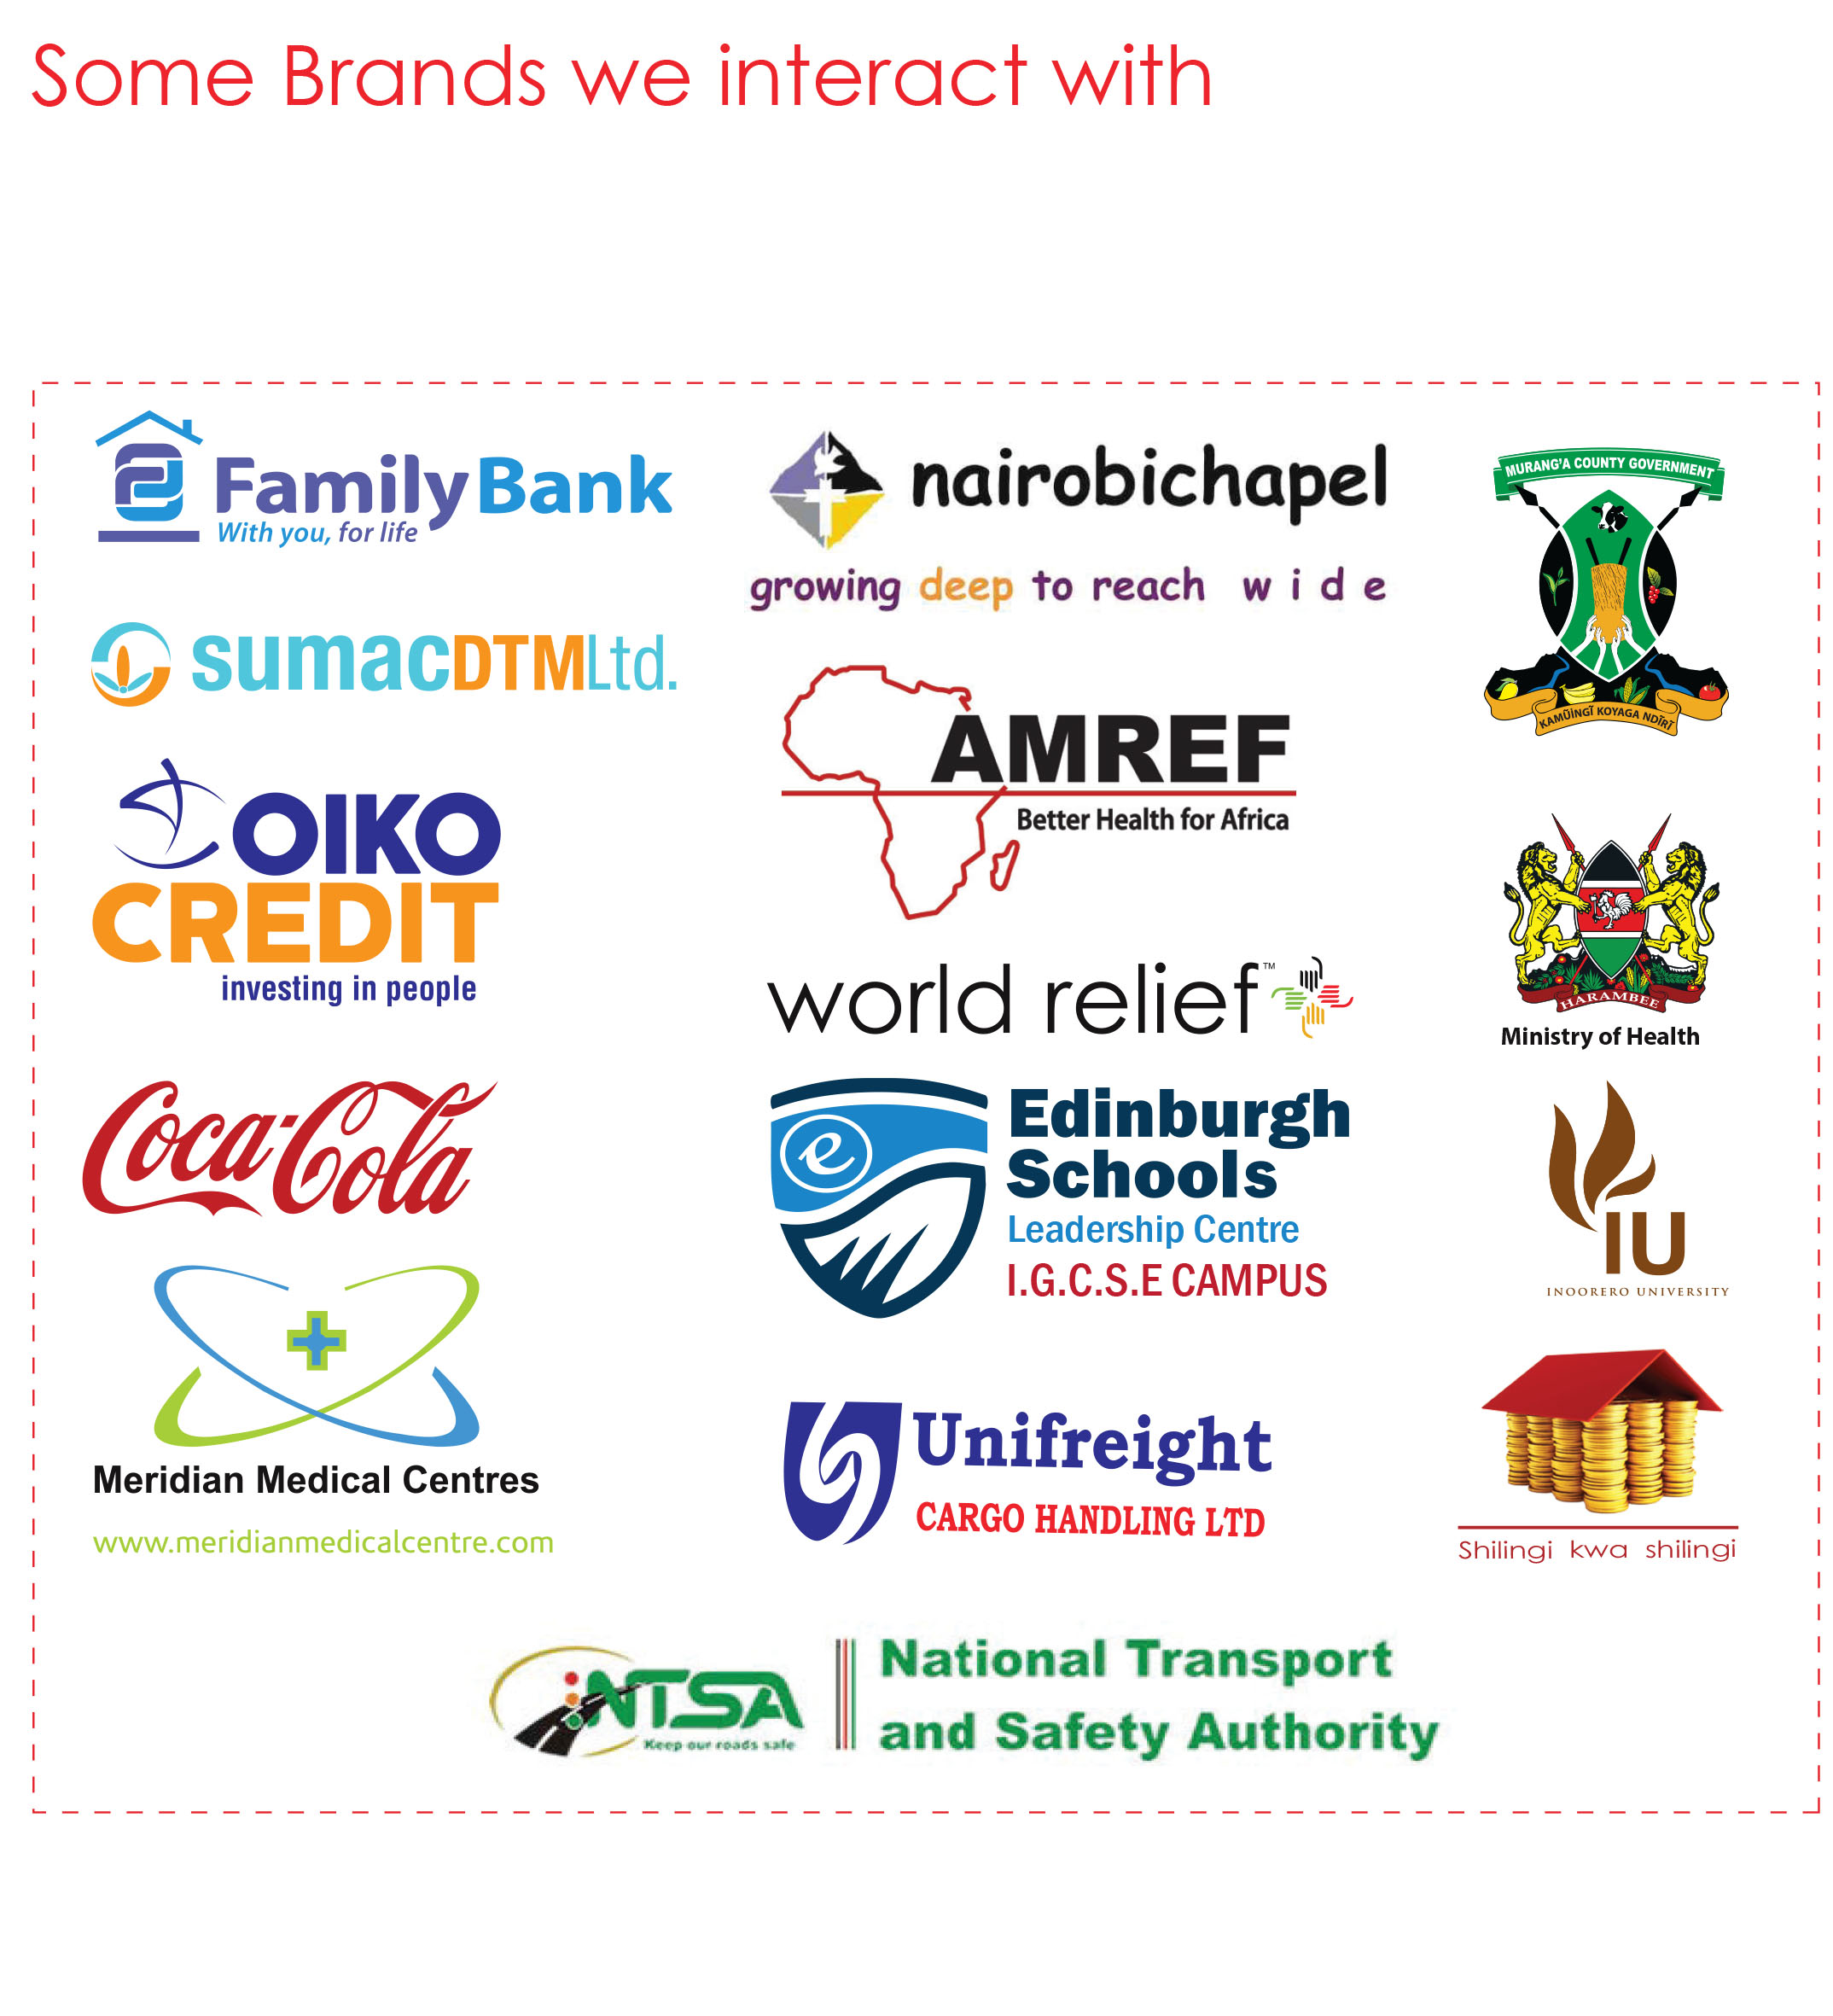 Some Brands we interact with
FamilyBank
With you, for life
sumacDTMLtd.
OIKO
CREDIT
investing in people
Coca-Cola
Meridian Medical Centres
www.meridianmedicalcentre.com
nairobichapel
growing deep to reach wide
AMREF
Better Health for Africa
world relief™
e
Edinburgh
Schools
Leadership Centre
I.G.C.S.E CAMPUS
Unifreight
CARGO HANDLING LTD
MURANG'A COUNTY GOVERNMENT
KAMŨINGĨ KOYAGA NDĨRĨ
HARAMBEE
Ministry of Health
IU
INOORERO UNIVERSITY
Shilingi kwa shilingi
NTSA
Keep our roads safe
National Transport
and Safety Authority